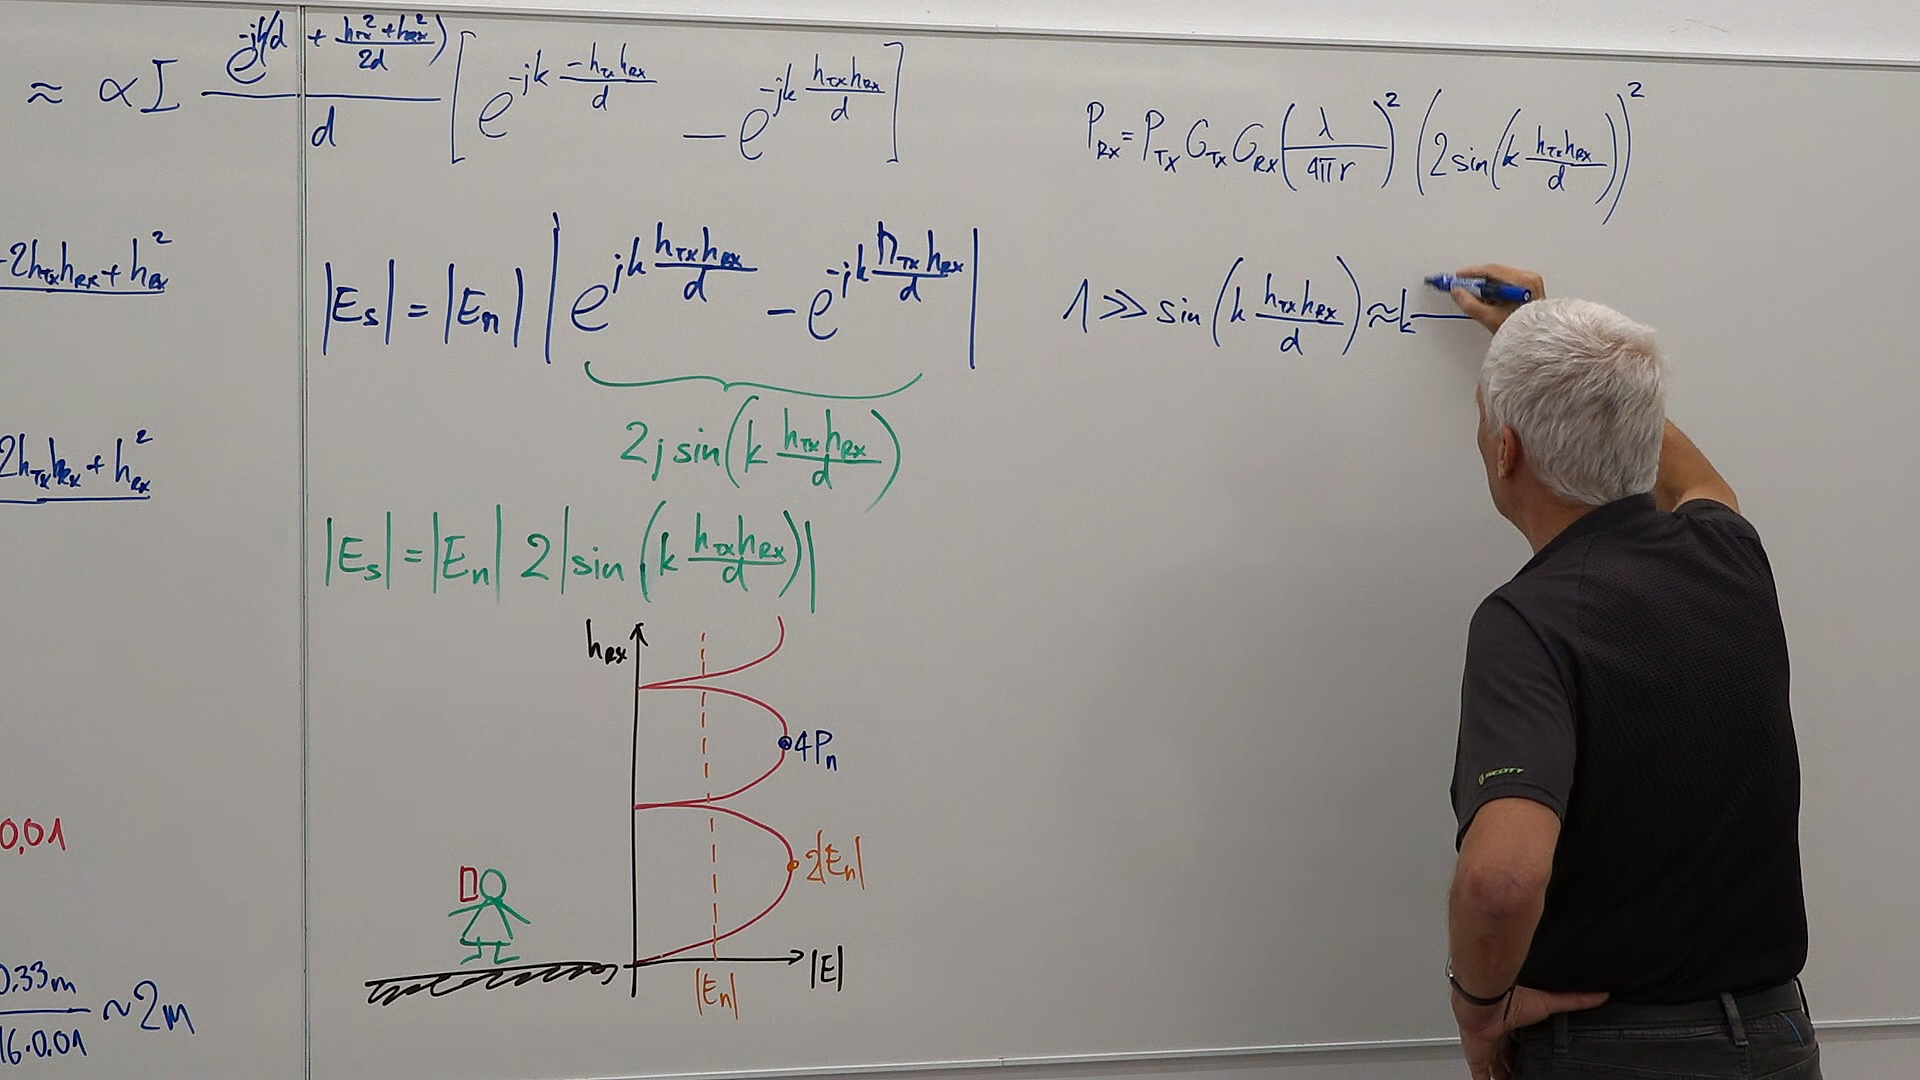 ≈ αI e^{-jk(d + (h_TX² + h_RX²)/2d)} / d [ e^{-jk (-h_TX h_RX)/d} − e^{-jk (h_TX h_RX)/d} ]
-2h_TX h_RX + h_RX²
|E_s| = |E_n| | e^{jk (h_TX h_RX)/d} − e^{-jk (h_TX h_RX)/d} |
2j sin(k (h_TX h_RX)/d)
2h_TX h_RX + h_RX²
|E_s| = |E_n| 2 |sin(k (h_TX h_RX)/d)|
h_RX
4P_n
2|E_n|
|E|
|E_n|
0,01
0.33m / 16·0.01 ~2m
P_RX = P_TX G_TX G_RX (λ / 4πr)² (2 sin(k (h_TX h_RX)/d))²
1 >> sin(k (h_TX h_RX)/d) ≈ k
SCOTT